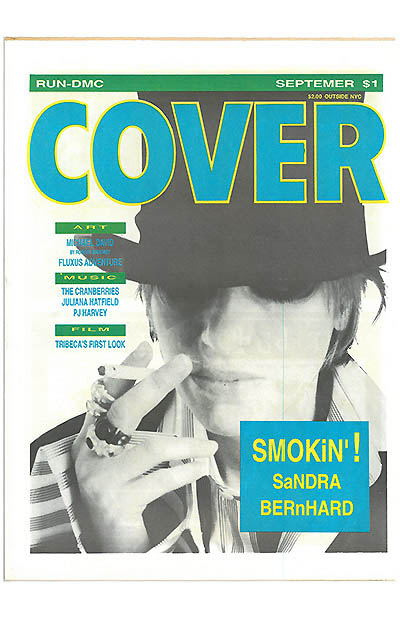 RUN-DMC
SEPTEMER $1
$2.00 OUTSIDE NYC
COVER
ART
MICHAEL DAVID
BY
FLUXUS ADVENTURE
MUSIC
THE CRANBERRIES
JULIANA HATFIELD
PJ HARVEY
FILM
TRIBECA'S FIRST LOOK
SMOKiN'!
SaNDRA
BERnHARD